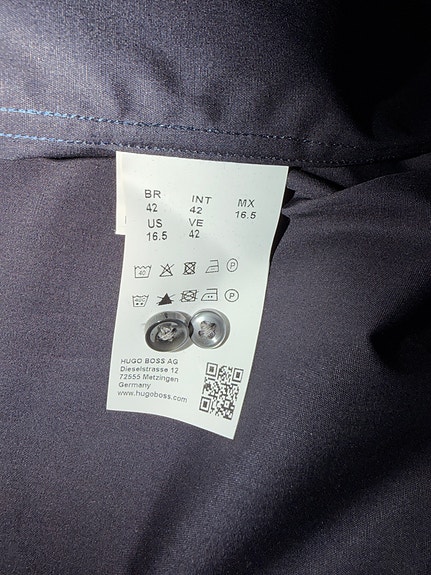 BR INT MX
42 42 16.5
US VE
16.5 42
40
P
P
HUGO BOSS AG
Dieselstrasse 12
72555 Metzingen
Germany
www.hugoboss.com